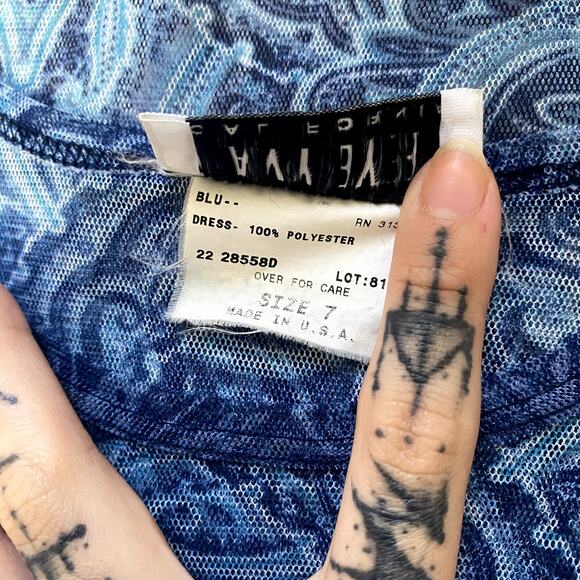 BLU--
DRESS- 100% POLYESTER RN 313
22 28558D LOT:81
OVER FOR CARE
SIZE 7
MADE IN U.S.A.